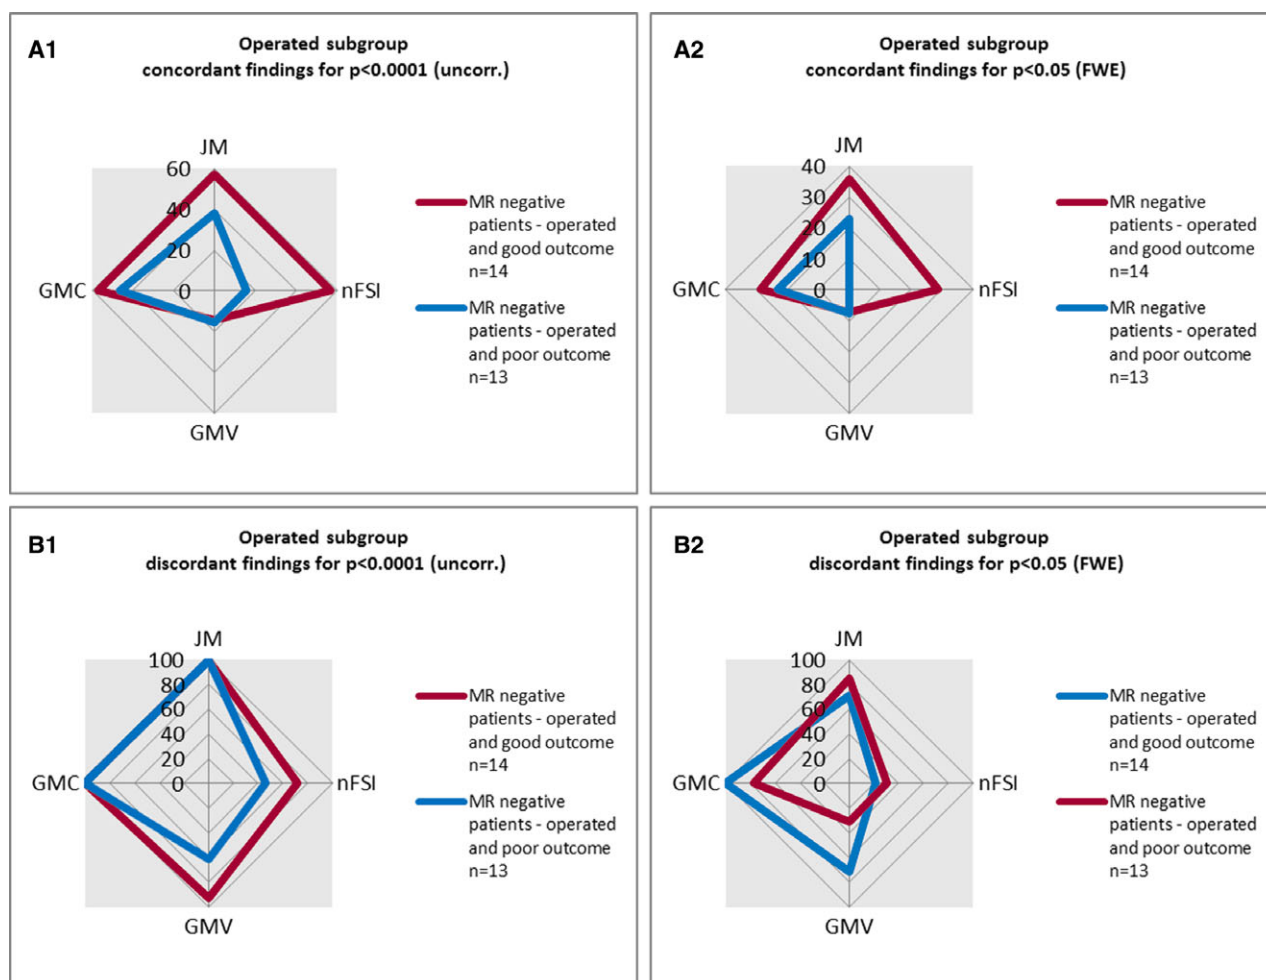 A1
Operated subgroup
concordant findings for p<0.0001 (uncorr.)
JM
60
40
20
0
GMC
nFSI
GMV
MR negative
patients - operated
and good outcome
n=14
MR negative
patients - operated
and poor outcome
n=13
A2
Operated subgroup
concordant findings for p<0.05 (FWE)
JM
40
30
20
10
0
GMC
nFSI
GMV
MR negative
patients - operated
and good outcome
n=14
MR negative
patients - operated
and poor outcome
n=13
B1
Operated subgroup
discordant findings for p<0.0001 (uncorr.)
JM
100
80
60
40
20
0
GMC
nFSI
GMV
MR negative
patients - operated
and good outcome
n=14
MR negative
patients - operated
and poor outcome
n=13
B2
Operated subgroup
discordant findings for p<0.05 (FWE)
JM
100
80
60
40
20
0
GMC
nFSI
GMV
MR negative
patients - operated
and good outcome
n=14
MR negative
patients - operated
and poor outcome
n=13